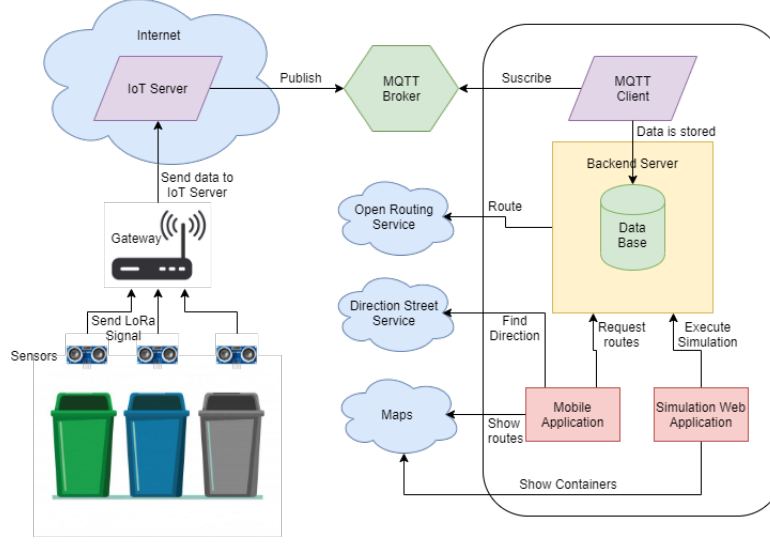 Internet
IoT Server
Publish
MQTT
Broker
Suscribe
MQTT
Client
Data is stored
Send data to
IoT Server
Backend Server
Gateway
Open Routing
Service
Route
Data
Base
Direction Street
Service
Find
Direction
Request
routes
Execute
Simulation
Send LoRa
Signal
Sensors
Maps
Show
routes
Mobile
Application
Simulation Web
Application
Show Containers